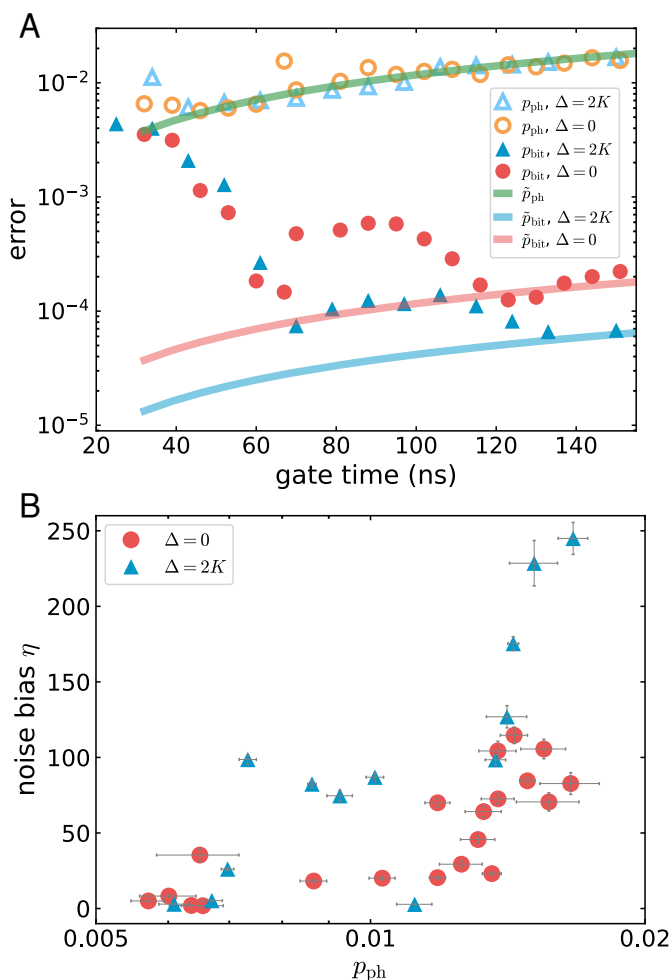 A
10⁻²
10⁻³
10⁻⁴
10⁻⁵
error
p_ph, Δ = 2K
p_ph, Δ = 0
p_bit, Δ = 2K
p_bit, Δ = 0
p̃_ph
p̃_bit, Δ = 2K
p̃_bit, Δ = 0
20 40 60 80 100 120 140
gate time (ns)
B
250
200
150
100
50
0
noise bias η
Δ = 0
Δ = 2K
0.005 0.01 0.02
p_ph